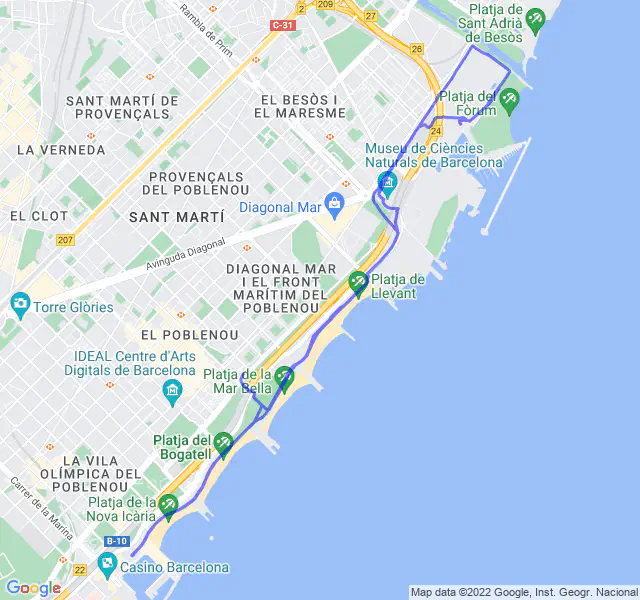 Platja de
Sant Adrià
de Besòs
Rambla de Prim
2
209
27
C-31
26
SANT MARTÍ DE
PROVENÇALS
EL BESÒS I
EL MARESME
Platja del
Fòrum
24
LA VERNEDA
Museu de Ciències
Naturals de Barcelona
PROVENÇALS
DEL POBLENOU
Diagonal Mar
EL CLOT
SANT MARTÍ
207
Avinguda Diagonal
DIAGONAL MAR
I EL FRONT
MARÍTIM DEL
POBLENOU
Platja de
Llevant
Torre Glòries
EL POBLENOU
IDEAL Centre d'Arts
Digitals de Barcelona
Platja de la
Mar Bella
Platja del
Bogatell
LA VILA
OLÍMPICA DEL
POBLENOU
Carrer de la Marina
Platja de la
Nova Icària
B-10
22
Casino Barcelona
Google
Map data ©2022 Google, Inst. Geogr. Nacional